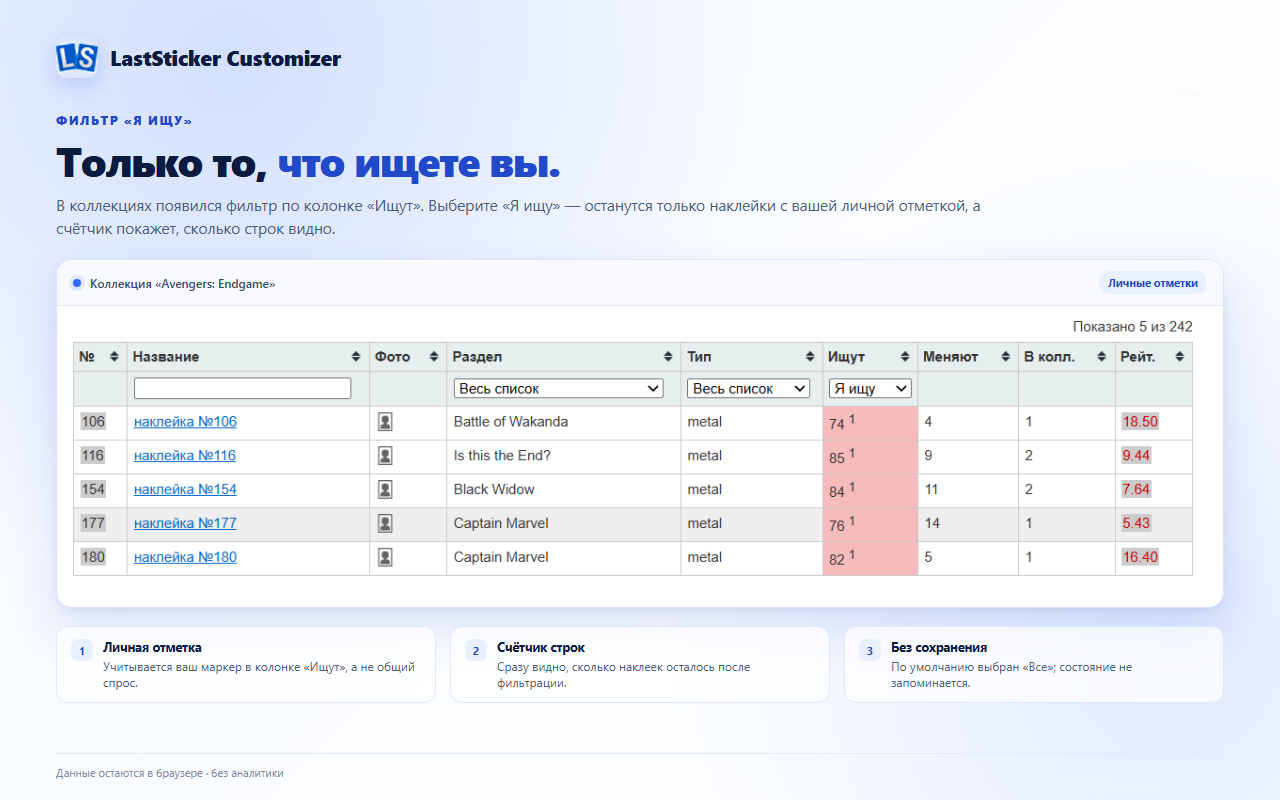 LS LastSticker Customizer
ФИЛЬТР «Я ИЩУ»
Только то, что ищете вы.
В коллекциях появился фильтр по колонке «Ищут». Выберите «Я ищу» — останутся только наклейки с вашей личной отметкой, а
счётчик покажет, сколько строк видно.
Коллекция «Avengers: Endgame» Личные отметки
Показано 5 из 242
№ Название Фото Раздел Тип Ищут Меняют В колл. Рейт.
Весь список Весь список Я ищу
106 наклейка №106 Battle of Wakanda metal 74 1 4 1 18.50
116 наклейка №116 Is this the End? metal 85 1 9 2 9.44
154 наклейка №154 Black Widow metal 84 1 11 2 7.64
177 наклейка №177 Captain Marvel metal 76 1 14 1 5.43
180 наклейка №180 Captain Marvel metal 82 1 5 1 16.40
1 Личная отметка
Учитывается ваш маркер в колонке «Ищут», а не общий
спрос.
2 Счётчик строк
Сразу видно, сколько наклеек осталось после
фильтрации.
3 Без сохранения
По умолчанию выбран «Все»; состояние не
запоминается.
Данные остаются в браузере · без аналитики